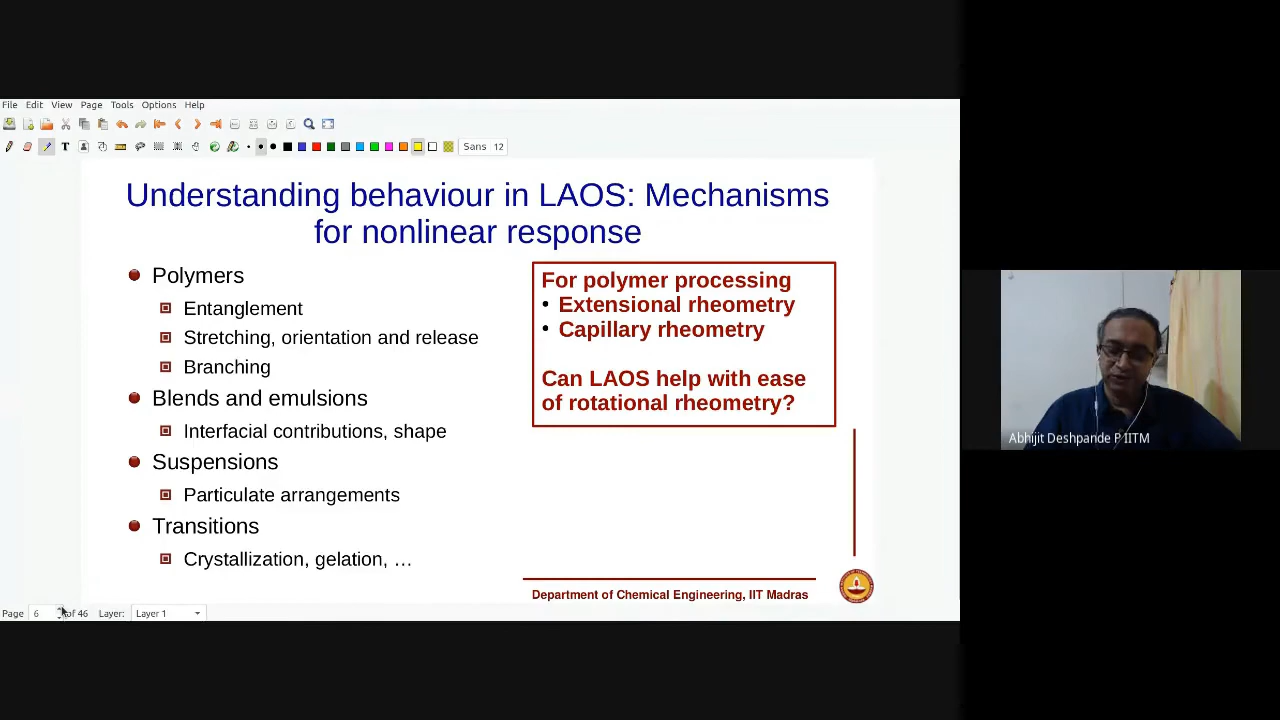 File Edit View Page Tools Options Help
Sans 12
Understanding behaviour in LAOS: Mechanisms
for nonlinear response
Polymers
Entanglement
Stretching, orientation and release
Branching
Blends and emulsions
Interfacial contributions, shape
Suspensions
Particulate arrangements
Transitions
Crystallization, gelation, …
For polymer processing
• Extensional rheometry
• Capillary rheometry
Can LAOS help with ease
of rotational rheometry?
Department of Chemical Engineering, IIT Madras
Page 6 of 46 Layer: Layer 1
Abhijit Deshpande P IITM